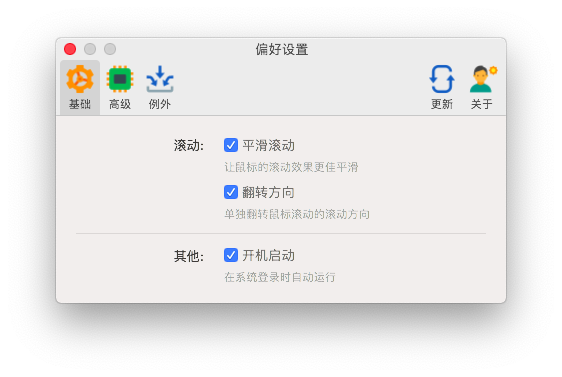 偏好设置
基础 高级 例外 更新 关于
滚动: 平滑滚动
让鼠标的滚动效果更佳平滑
翻转方向
单独翻转鼠标滚动的滚动方向
其他: 开机启动
在系统登录时自动运行